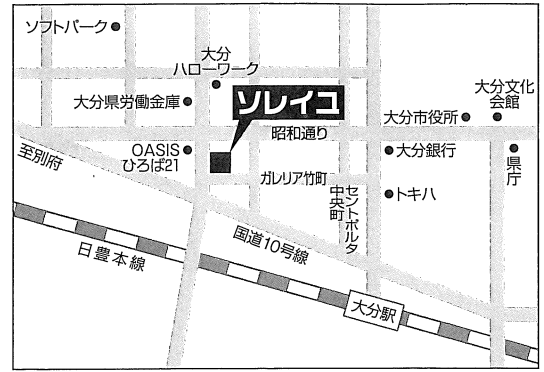 ソフトパーク
大分
ハローワーク
大分県労働金庫
ソレイユ
大分文化
会館
大分市役所
昭和通り
OASIS
ひろば21
大分銀行
県庁
至別府
ガレリア竹町
セントポルタ
中央町
トキハ
国道10号線
日豊本線
大分駅